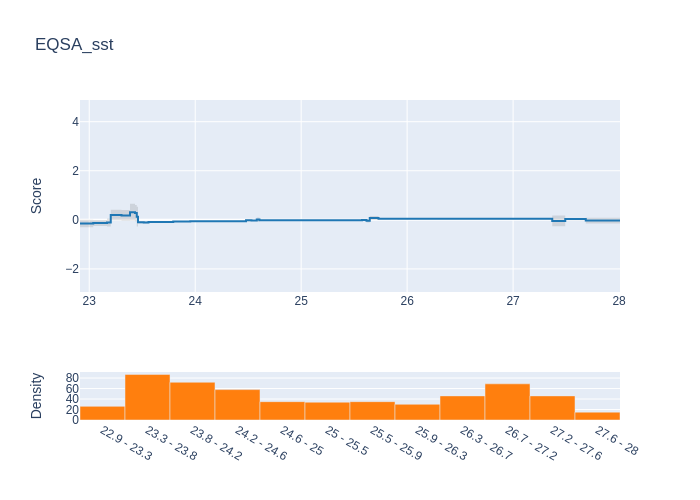 EQSA_sst
Score
4
2
0
−2
23
24
25
26
27
28
Density
80
60
40
20
0
22.9 - 23.3
23.3 - 23.8
23.8 - 24.2
24.2 - 24.6
24.6 - 25
25 - 25.5
25.5 - 25.9
25.9 - 26.3
26.3 - 26.7
26.7 - 27.2
27.2 - 27.6
27.6 - 28